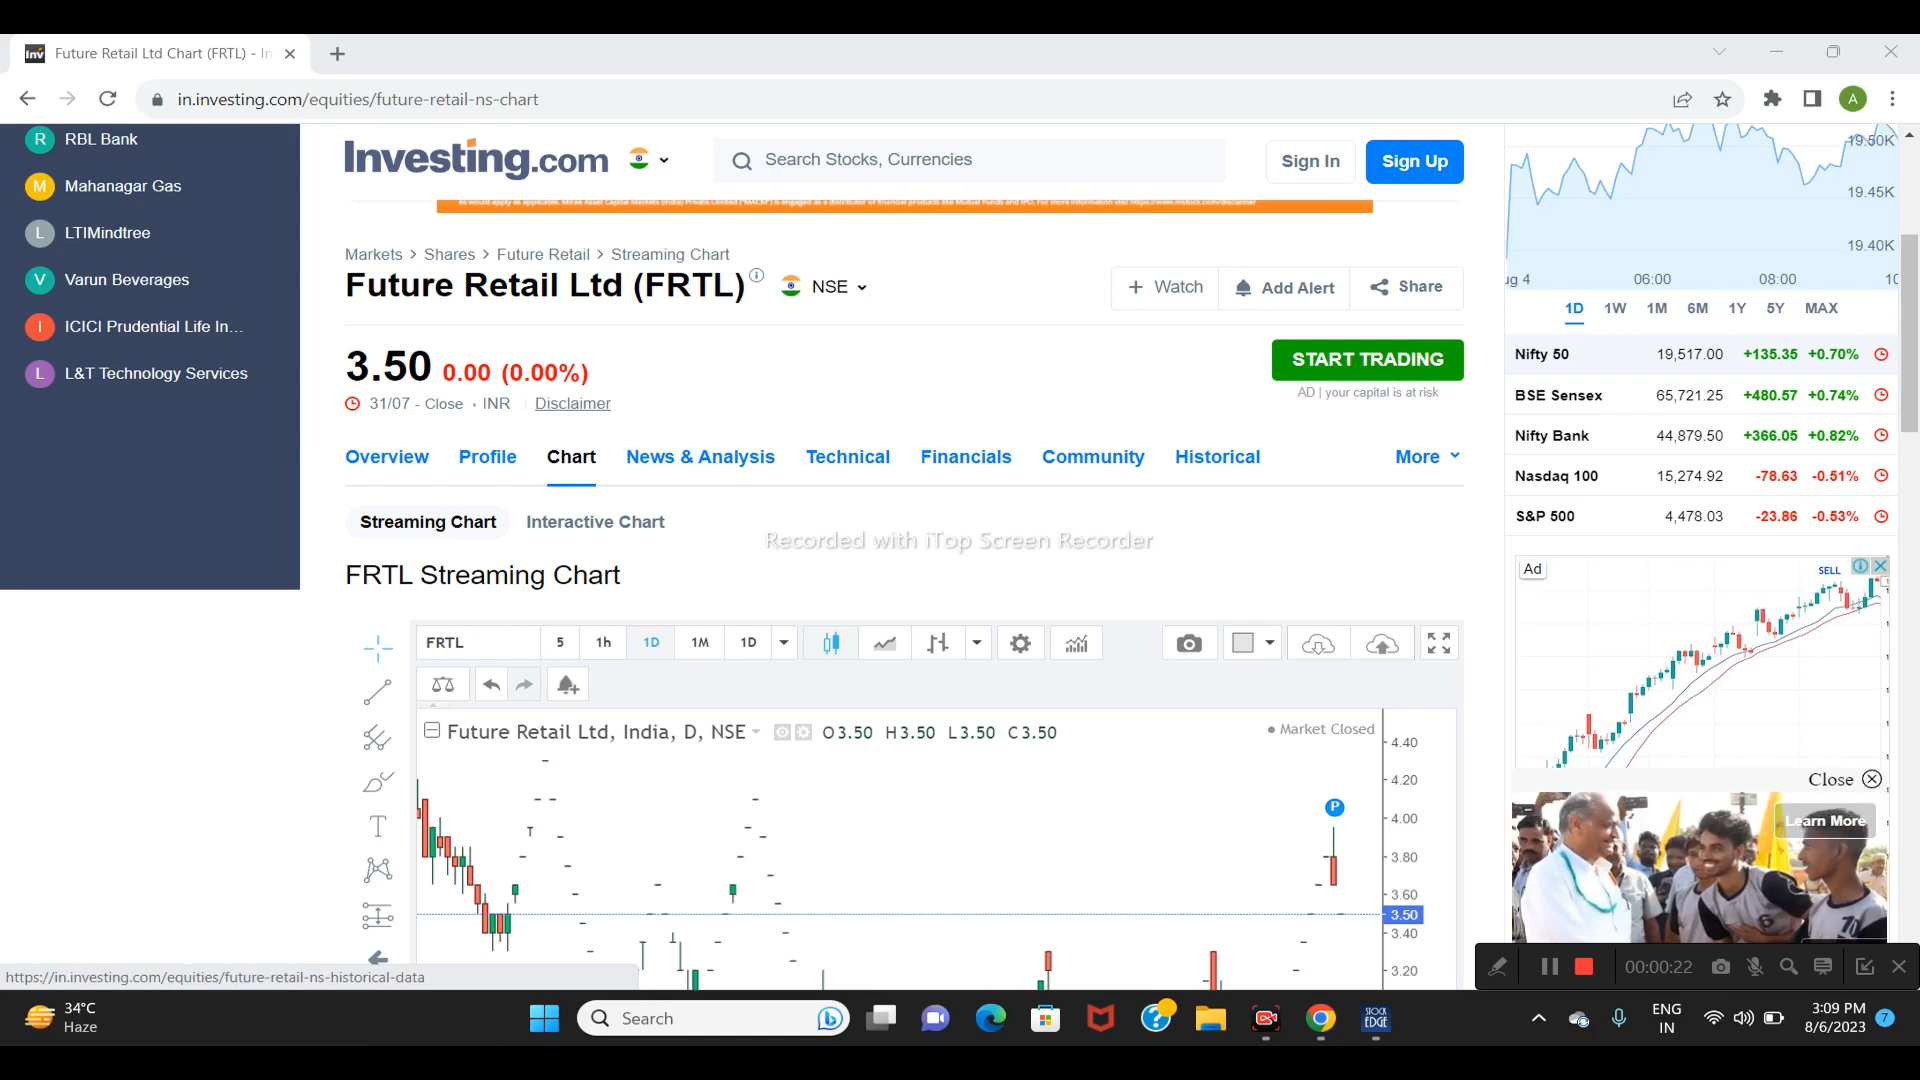 Future Retail Ltd Chart (FRTL) - In
in.investing.com/equities/future-retail-ns-chart
A
R RBL Bank
M Mahanagar Gas
L LTIMindtree
V Varun Beverages
I ICICI Prudential Life In...
L L&T Technology Services
Investing.com
Search Stocks, Currencies
Sign In
Sign Up
Markets > Shares > Future Retail > Streaming Chart
Future Retail Ltd (FRTL)
NSE
+ Watch
Add Alert
Share
3.50 0.00 (0.00%)
31/07 - Close • INR
Disclaimer
START TRADING
AD | your capital is at risk
Overview
Profile
Chart
News & Analysis
Technical
Financials
Community
Historical
More
Streaming Chart
Interactive Chart
Recorded with iTop Screen Recorder
FRTL Streaming Chart
FRTL 5 1h 1D 1M 1D
Future Retail Ltd, India, D, NSE O3.50 H3.50 L3.50 C3.50
Market Closed
4.40
4.20
4.00
3.80
3.60
3.50
3.40
3.20
P
19.50K
19.45K
19.40K
ug 4 06:00 08:00 10
1D 1W 1M 6M 1Y 5Y MAX
Nifty 50 19,517.00 +135.35 +0.70%
BSE Sensex 65,721.25 +480.57 +0.74%
Nifty Bank 44,879.50 +366.05 +0.82%
Nasdaq 100 15,274.92 -78.63 -0.51%
S&P 500 4,478.03 -23.86 -0.53%
Ad
SELL
Close
Learn More
6
70
00:00:22
https://in.investing.com/equities/future-retail-ns-historical-data
34°C
Haze
Search
STOCK
EDGE
ENG
IN
3:09 PM
8/6/2023
7